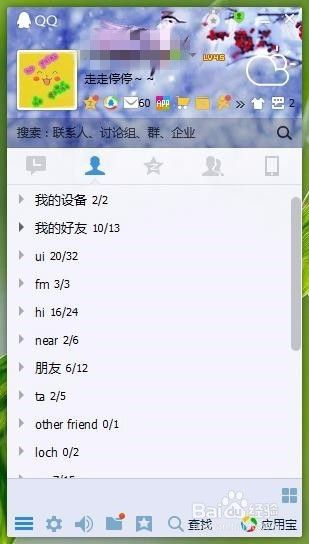 QQ
LV45
走走停停~~
60 APP 2
搜索：联系人、讨论组、群、企业
我的设备 2/2
我的好友 10/13
ui 20/32
fm 3/3
hi 16/24
near 2/6
朋友 6/12
ta 2/5
other friend 0/1
loch 0/2
查找 应用宝
Baidu 经验